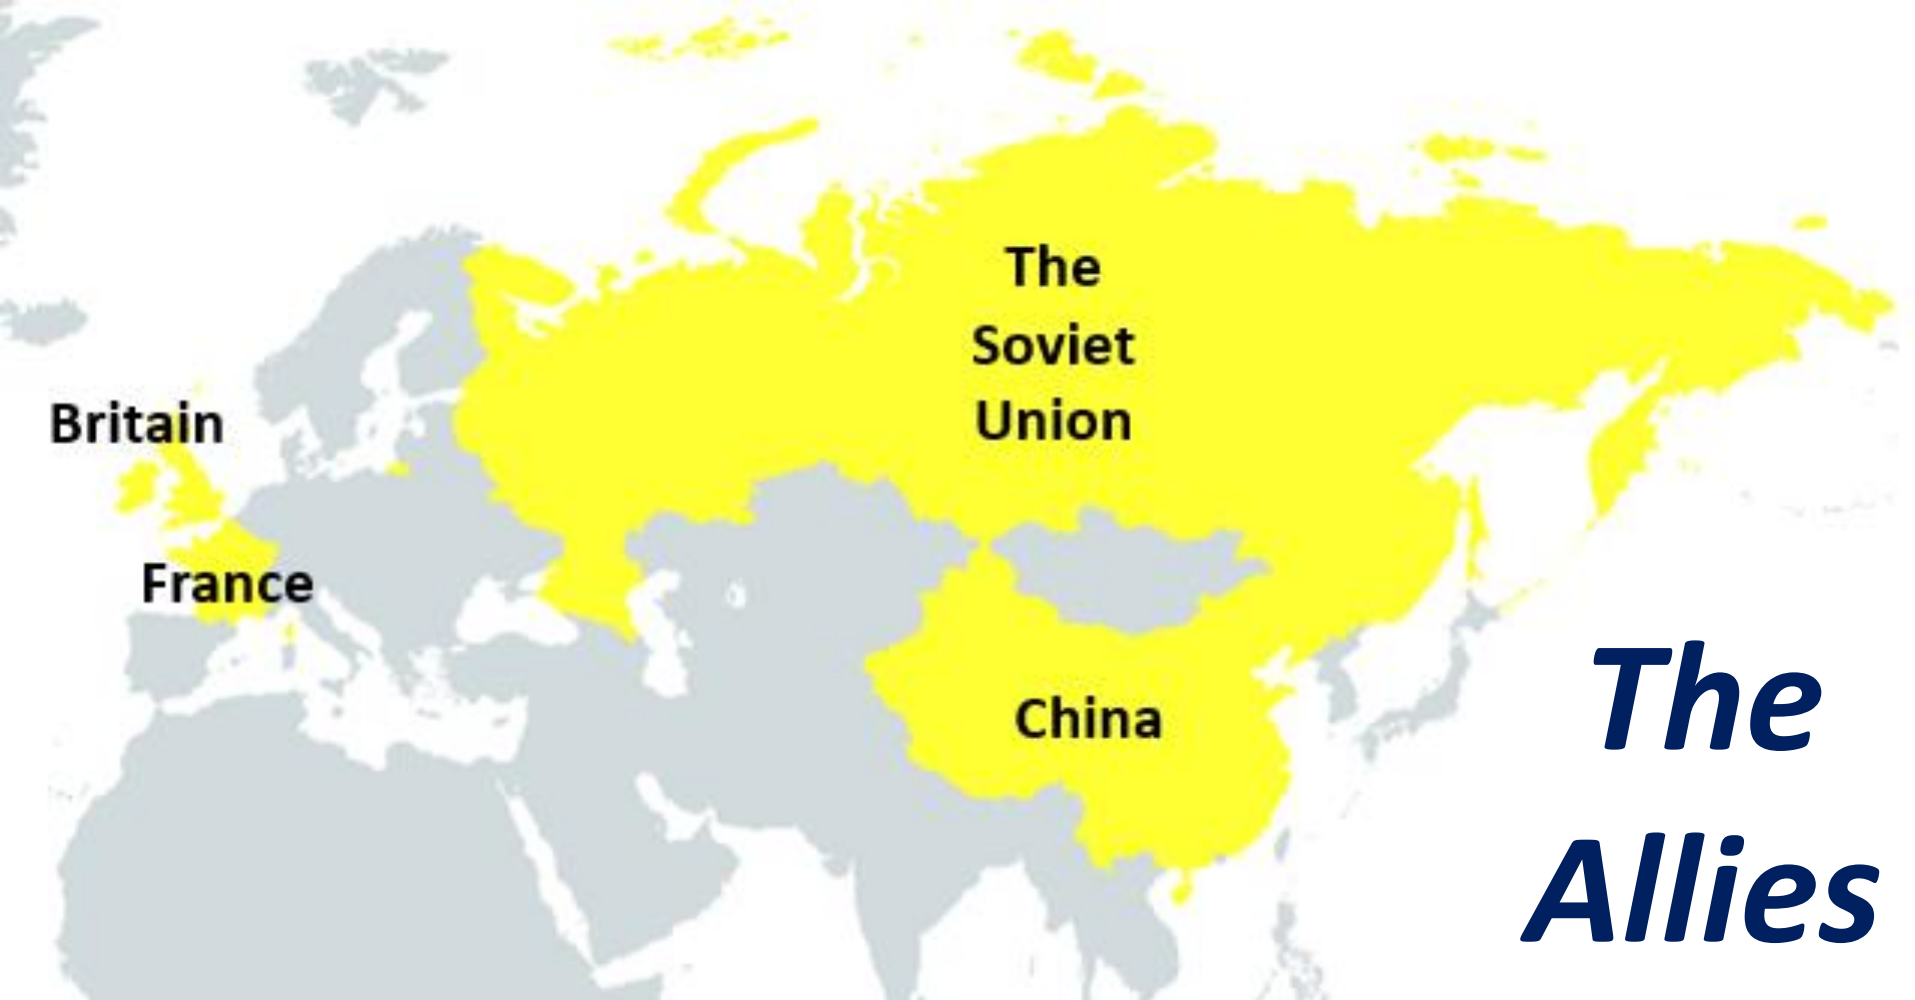 The
Soviet
Union
Britain
France
China
The
Allies